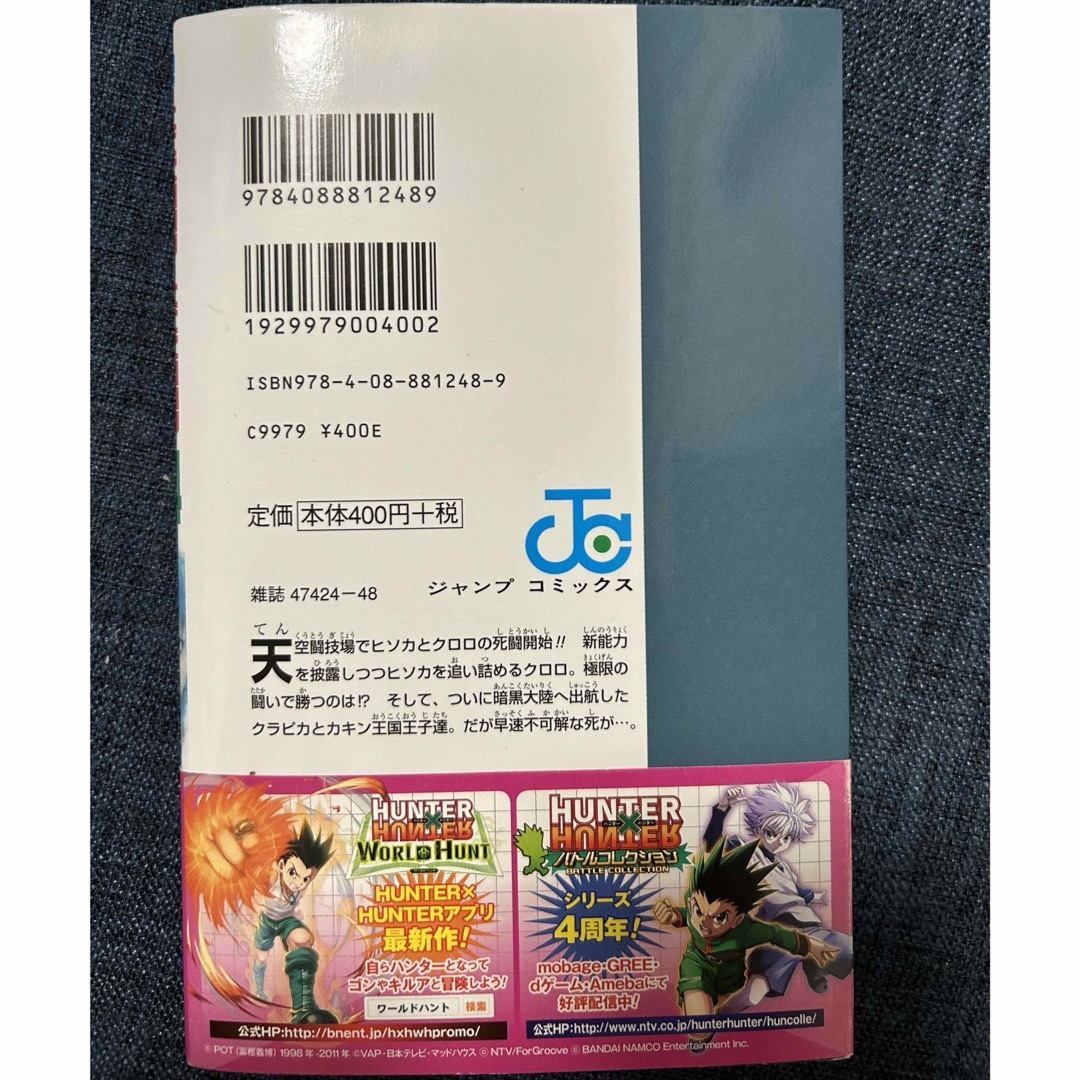 9784088812489
1929979004002
ISBN978-4-08-881248-9
C9979 ¥400E
定価 本体400円+税
JC
ジャンプ コミックス
雑誌 47424-48
天空闘技場でヒソカとクロロの死闘開始!! 新能力
を披露しつつヒソカを追い詰めるクロロ。極限の
闘いで勝つのは!? そして、ついに暗黒大陸へ出航した
クラピカとカキン王国王子達。だが早速不可解な死が…。
HUNTER×HUNTER
WORLD HUNT
HUNTER×
HUNTERアプリ
最新作!
自らハンターとなって
ゴンやキルアと冒険しよう!
ワールドハント 検索
公式HP:http://bnent.jp/hxhwhpromo/
HUNTER×HUNTER
ハンター×ハンター
バトルコレクション
BATTLE COLLECTION
シリーズ
4周年!
mobage・GREE・
dゲーム・Amebaにて
好評配信中!
公式HP:http://www.ntv.co.jp/hunterhunter/huncolle/
©POT(冨樫義博)1998年-2011年 ©VAP・日本テレビ・マッドハウス ©NTV/ForGroove ©BANDAI NAMCO Entertainment Inc.